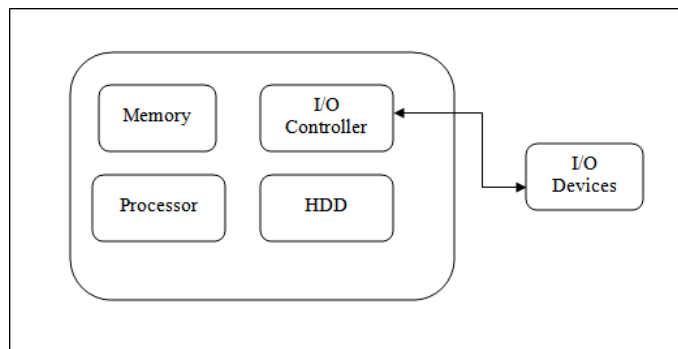 Memory
I/O
Controller
Processor
HDD
I/O
Devices